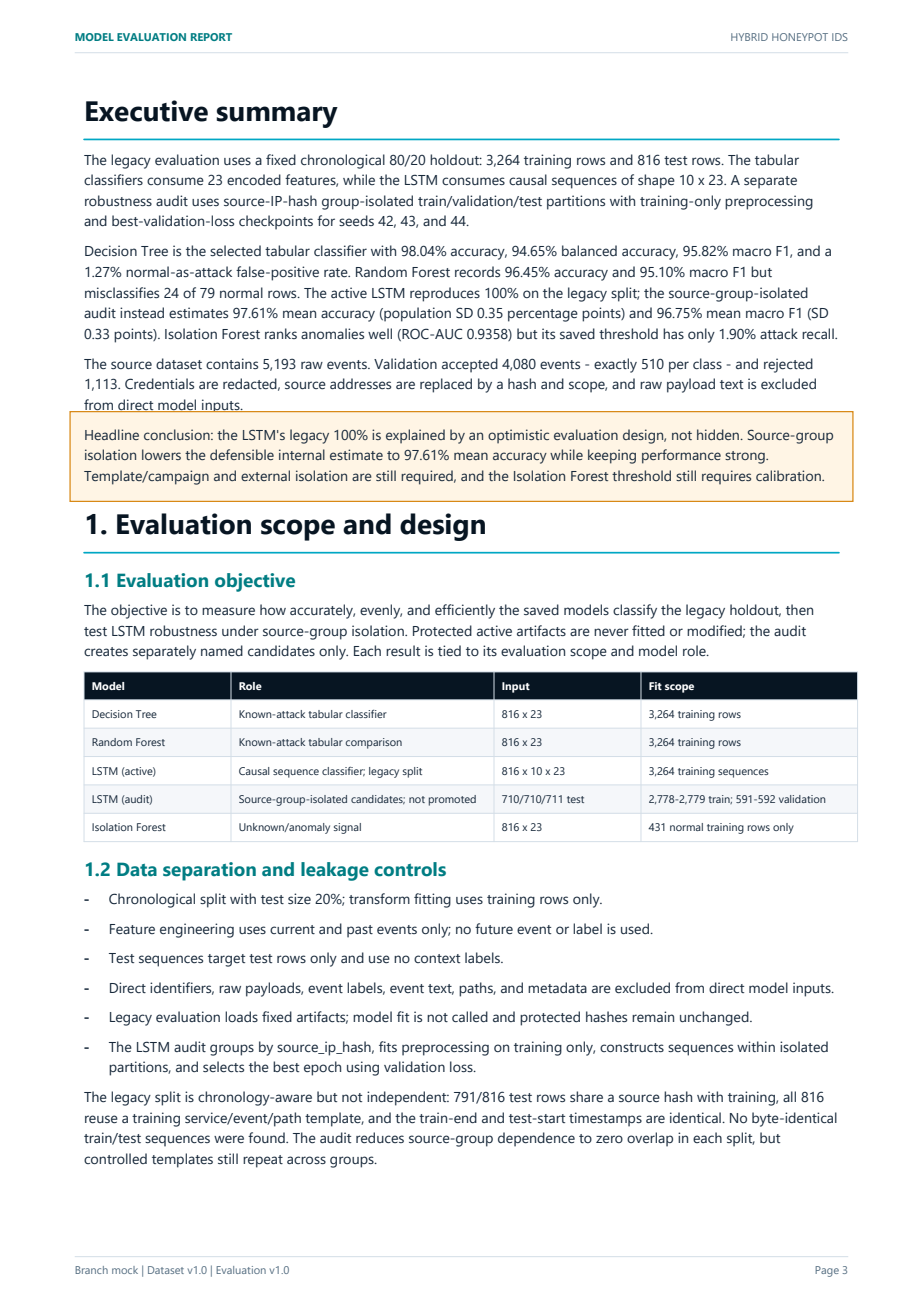 MODEL EVALUATION REPORT
HYBRID HONEYPOT IDS
Executive summary
The legacy evaluation uses a fixed chronological 80/20 holdout: 3,264 training rows and 816 test rows. The tabular
classifiers consume 23 encoded features, while the LSTM consumes causal sequences of shape 10 x 23. A separate
robustness audit uses source-IP-hash group-isolated train/validation/test partitions with training-only preprocessing
and best-validation-loss checkpoints for seeds 42, 43, and 44.
Decision Tree is the selected tabular classifier with 98.04% accuracy, 94.65% balanced accuracy, 95.82% macro F1, and a
1.27% normal-as-attack false-positive rate. Random Forest records 96.45% accuracy and 95.10% macro F1 but
misclassifies 24 of 79 normal rows. The active LSTM reproduces 100% on the legacy split; the source-group-isolated
audit instead estimates 97.61% mean accuracy (population SD 0.35 percentage points) and 96.75% mean macro F1 (SD
0.33 points). Isolation Forest ranks anomalies well (ROC-AUC 0.9358) but its saved threshold has only 1.90% attack recall.
The source dataset contains 5,193 raw events. Validation accepted 4,080 events - exactly 510 per class - and rejected
1,113. Credentials are redacted, source addresses are replaced by a hash and scope, and raw payload text is excluded
from direct model inputs.
Headline conclusion: the LSTM's legacy 100% is explained by an optimistic evaluation design, not hidden. Source-group
isolation lowers the defensible internal estimate to 97.61% mean accuracy while keeping performance strong.
Template/campaign and external isolation are still required, and the Isolation Forest threshold still requires calibration.
1. Evaluation scope and design
1.1 Evaluation objective
The objective is to measure how accurately, evenly, and efficiently the saved models classify the legacy holdout, then
test LSTM robustness under source-group isolation. Protected active artifacts are never fitted or modified; the audit
creates separately named candidates only. Each result is tied to its evaluation scope and model role.
Model Role Input Fit scope
Decision Tree Known-attack tabular classifier 816 x 23 3,264 training rows
Random Forest Known-attack tabular comparison 816 x 23 3,264 training rows
LSTM (active) Causal sequence classifier; legacy split 816 x 10 x 23 3,264 training sequences
LSTM (audit) Source-group-isolated candidates; not promoted 710/710/711 test 2,778-2,779 train; 591-592 validation
Isolation Forest Unknown/anomaly signal 816 x 23 431 normal training rows only
1.2 Data separation and leakage controls
- Chronological split with test size 20%; transform fitting uses training rows only.
- Feature engineering uses current and past events only; no future event or label is used.
- Test sequences target test rows only and use no context labels.
- Direct identifiers, raw payloads, event labels, event text, paths, and metadata are excluded from direct model inputs.
- Legacy evaluation loads fixed artifacts; model fit is not called and protected hashes remain unchanged.
- The LSTM audit groups by source_ip_hash, fits preprocessing on training only, constructs sequences within isolated
partitions, and selects the best epoch using validation loss.
The legacy split is chronology-aware but not independent: 791/816 test rows share a source hash with training, all 816
reuse a training service/event/path template, and the train-end and test-start timestamps are identical. No byte-identical
train/test sequences were found. The audit reduces source-group dependence to zero overlap in each split, but
controlled templates still repeat across groups.
Branch mock | Dataset v1.0 | Evaluation v1.0
Page 3